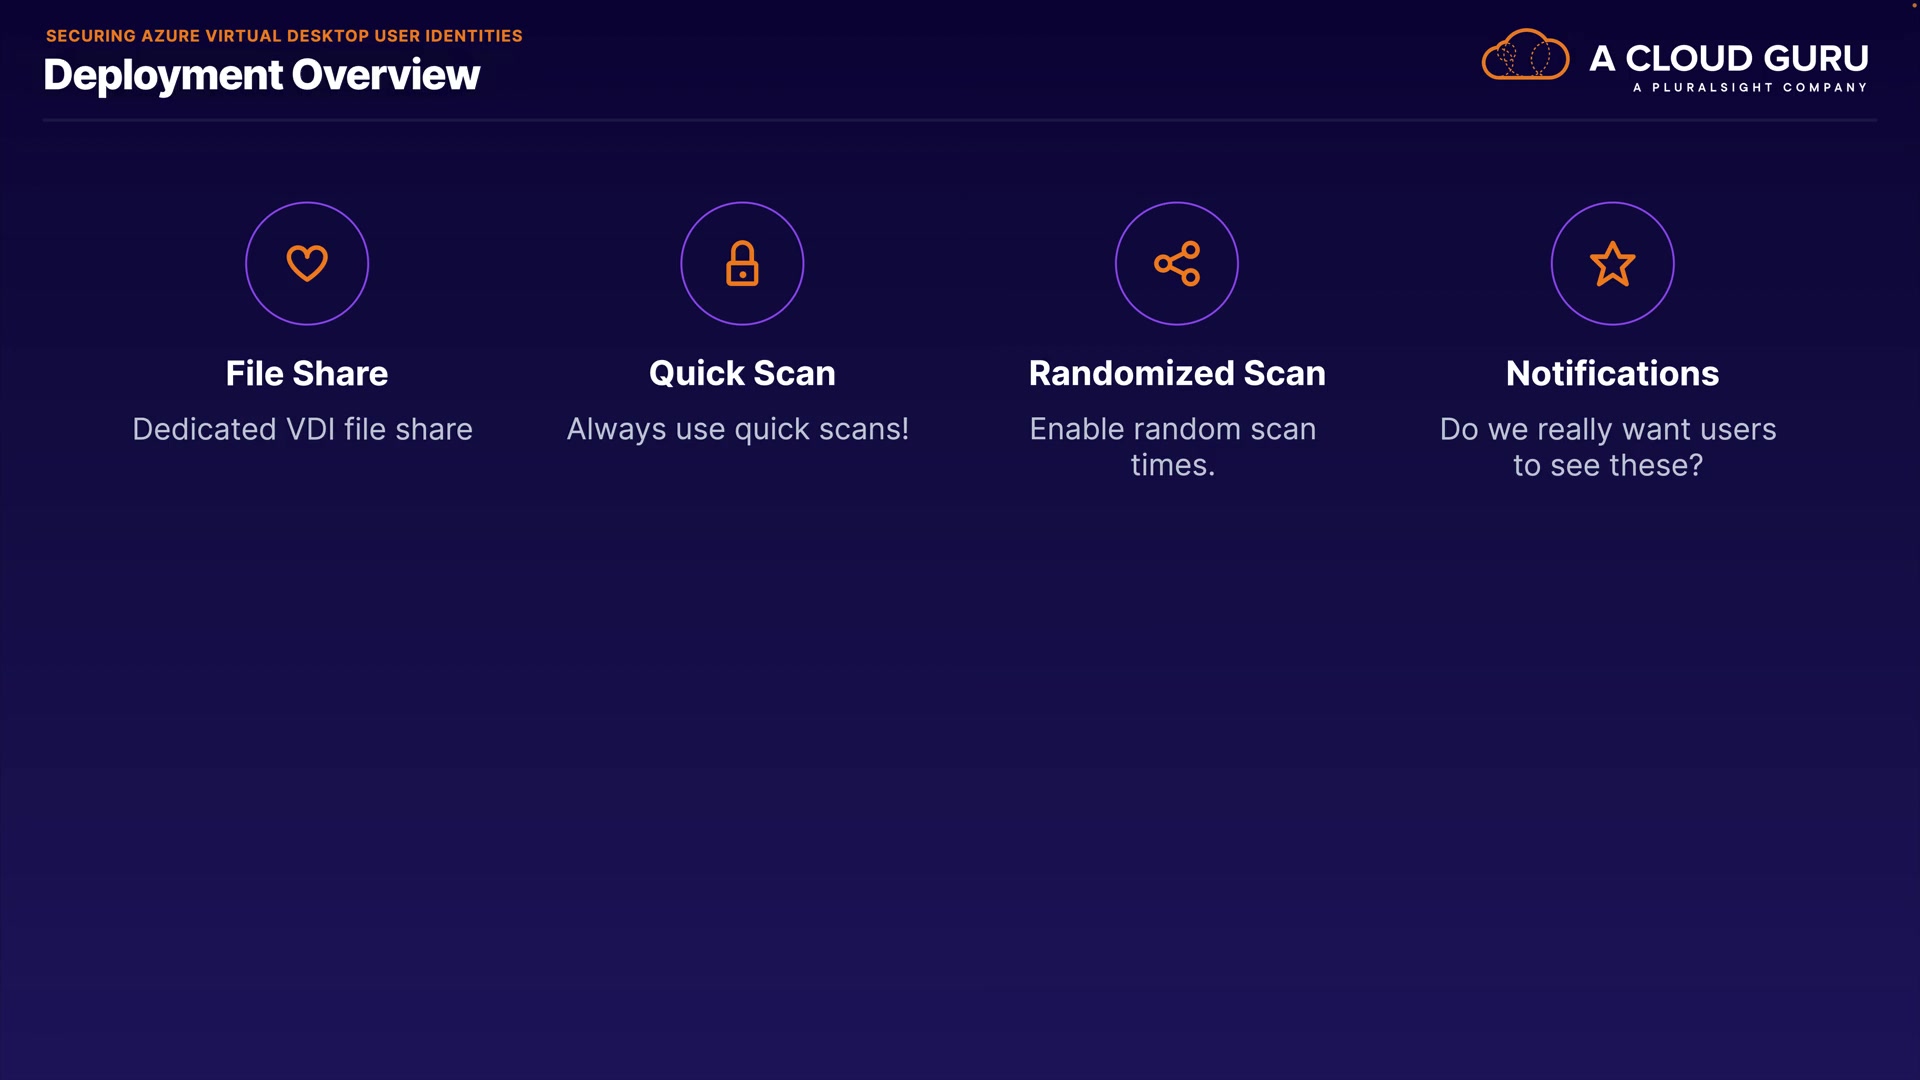 SECURING AZURE VIRTUAL DESKTOP USER IDENTITIES
Deployment Overview
A CLOUD GURU
A PLURALSIGHT COMPANY
File Share
Dedicated VDI file share
Quick Scan
Always use quick scans!
Randomized Scan
Enable random scan
times.
Notifications
Do we really want users
to see these?